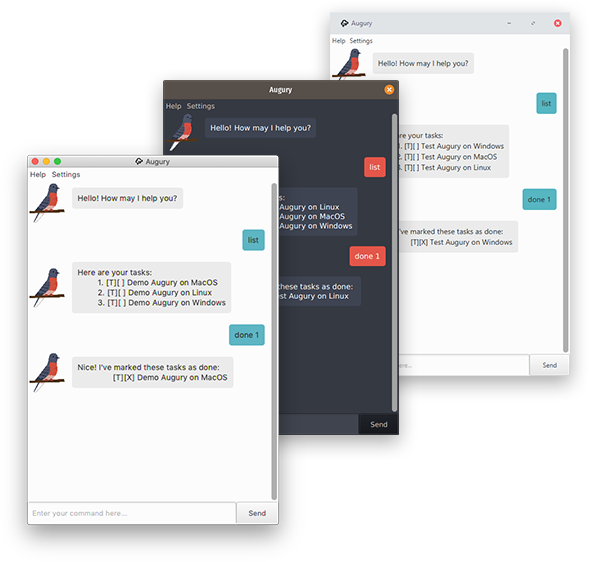 Augury
Help Settings
Hello! How may I help you?
list
Here are your tasks:
1. [T][ ] Demo Augury on MacOS
2. [T][ ] Demo Augury on Linux
3. [T][ ] Demo Augury on Windows
done 1
Nice! I've marked these tasks as done:
[T][X] Demo Augury on MacOS
Enter your command here...
Send
Augury
Help Settings
Hello! How may I help you?
list
Augury on Linux
Augury on MacOS
Augury on Windows
done 1
these tasks as done:
Augury on Linux
Send
Augury
Help Settings
Hello! How may I help you?
list
are your tasks:
1. [T][ ] Test Augury on Windows
2. [T][ ] Test Augury on MacOS
3. [T][ ] Test Augury on Linux
done 1
I've marked these tasks as done:
[T][X] Test Augury on Windows
Send